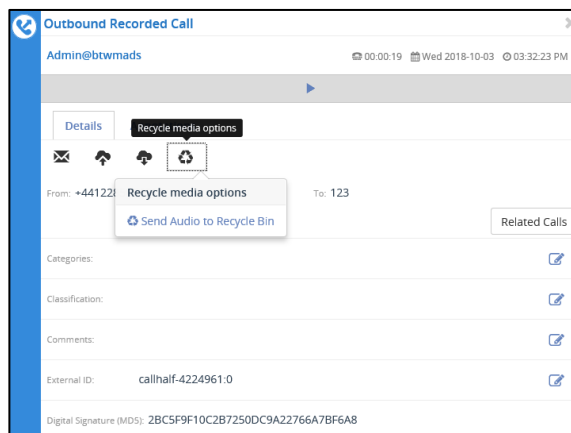 Outbound Recorded Call
Admin@btwmads 00:00:19 Wed 2018-10-03 03:32:23 PM
Recycle media options
Details
From: +441228 To: 123
Recycle media options
Send Audio to Recycle Bin
Related Calls
Categories:
Classification:
Comments:
External ID: callhalf-4224961:0
Digital Signature (MD5): 2BC5F9F10C2B7250DC9A22766A7BF6A8